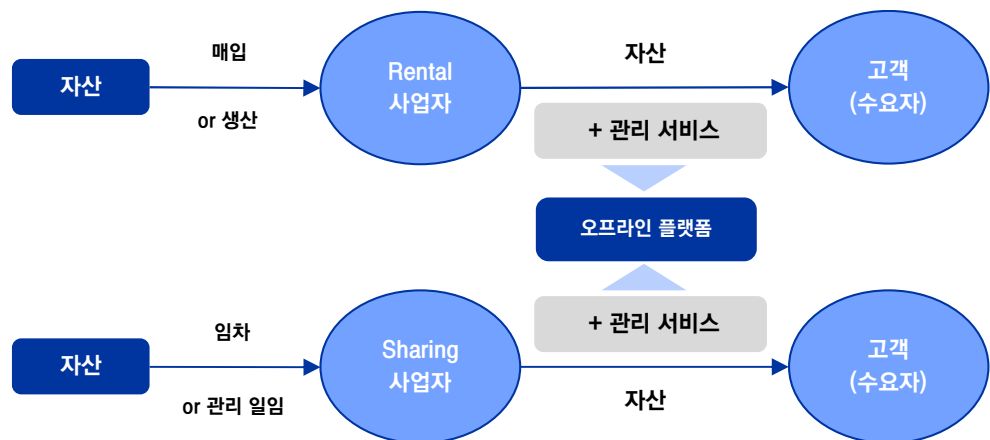 매입
자산
or 생산
Rental
사업자
자산
+ 관리 서비스
고객
(수요자)
오프라인 플랫폼
임차
자산
or 관리 일임
Sharing
사업자
+ 관리 서비스
자산
고객
(수요자)